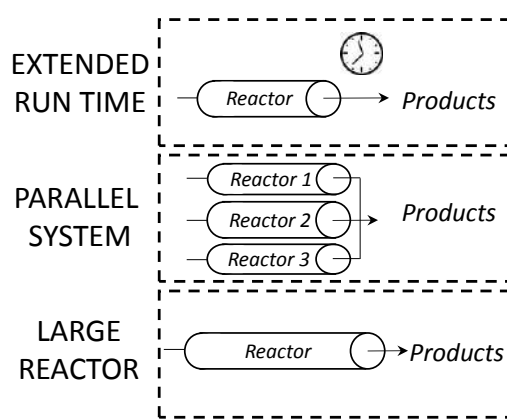 EXTENDED
RUN TIME
Reactor
Products
PARALLEL
SYSTEM
Reactor 1
Reactor 2
Reactor 3
Products
LARGE
REACTOR
Reactor
Products